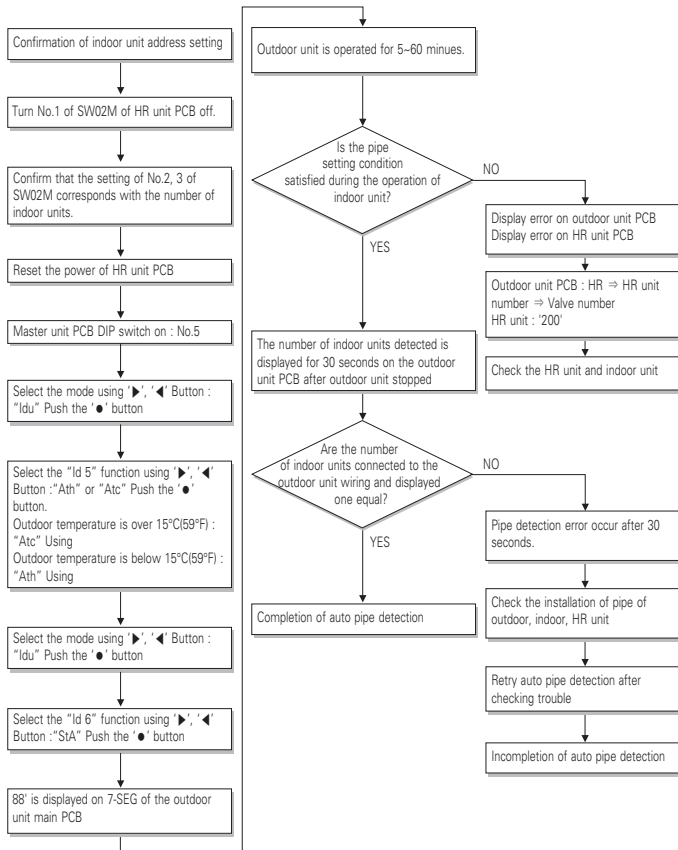 Confirmation of indoor unit address setting
Turn No.1 of SW02M of HR unit PCB off.
Confirm that the setting of No.2, 3 of
SW02M corresponds with the number of
indoor units.
Reset the power of HR unit PCB
Master unit PCB DIP switch on : No.5
Select the mode using '▶', '◀' Button :
"Idu" Push the '●' button
Select the "Id 5" function using '▶', '◀'
Button :"Ath" or "Atc" Push the '●'
button.
Outdoor temperature is over 15°C(59°F) :
"Atc" Using
Outdoor temperature is below 15°C(59°F) :
"Ath" Using
Select the mode using '▶', '◀' Button :
"Idu" Push the '●' button
Select the "Id 6" function using '▶', '◀'
Button :"StA" Push the '●' button
88' is displayed on 7-SEG of the outdoor
unit main PCB
Outdoor unit is operated for 5~60 minues.
Is the pipe
setting condition
satisfied during the operation of
indoor unit?
NO
YES
Display error on outdoor unit PCB
Display error on HR unit PCB
Outdoor unit PCB : HR ⇒ HR unit
number ⇒ Valve number
HR unit : '200'
Check the HR unit and indoor unit
The number of indoor units detected is
displayed for 30 seconds on the outdoor
unit PCB after outdoor unit stopped
Are the number
of indoor units connected to the
outdoor unit wiring and displayed
one equal?
NO
YES
Pipe detection error occur after 30
seconds.
Check the installation of pipe of
outdoor, indoor, HR unit
Retry auto pipe detection after
checking trouble
Incompletion of auto pipe detection
Completion of auto pipe detection